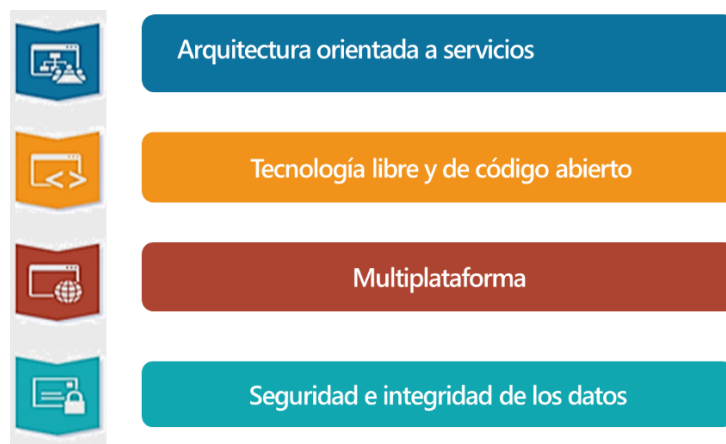 Arquitectura orientada a servicios
Tecnología libre y de código abierto
Multiplataforma
Seguridad e integridad de los datos